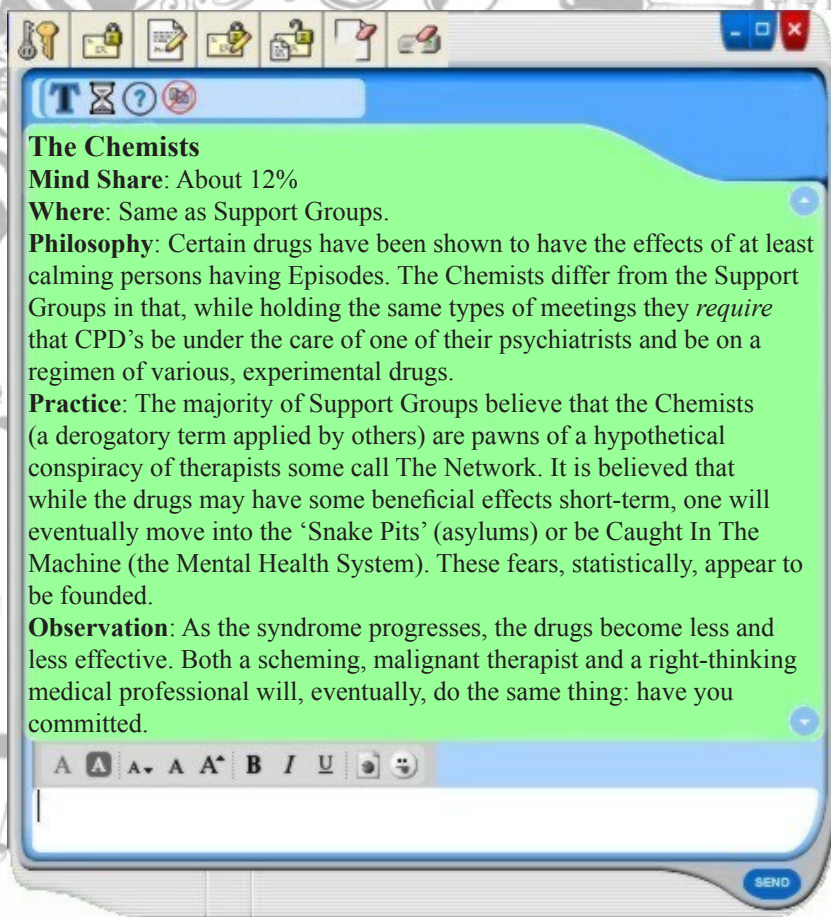 T ?
The Chemists
Mind Share: About 12%
Where: Same as Support Groups.
Philosophy: Certain drugs have been shown to have the effects of at least
calming persons having Episodes. The Chemists differ from the Support
Groups in that, while holding the same types of meetings they require
that CPD’s be under the care of one of their psychiatrists and be on a
regimen of various, experimental drugs.
Practice: The majority of Support Groups believe that the Chemists
(a derogatory term applied by others) are pawns of a hypothetical
conspiracy of therapists some call The Network. It is believed that
while the drugs may have some beneficial effects short-term, one will
eventually move into the ‘Snake Pits’ (asylums) or be Caught In The
Machine (the Mental Health System). These fears, statistically, appear to
be founded.
Observation: As the syndrome progresses, the drugs become less and
less effective. Both a scheming, malignant therapist and a right-thinking
medical professional will, eventually, do the same thing: have you
committed.
A A A A A B I U
SEND